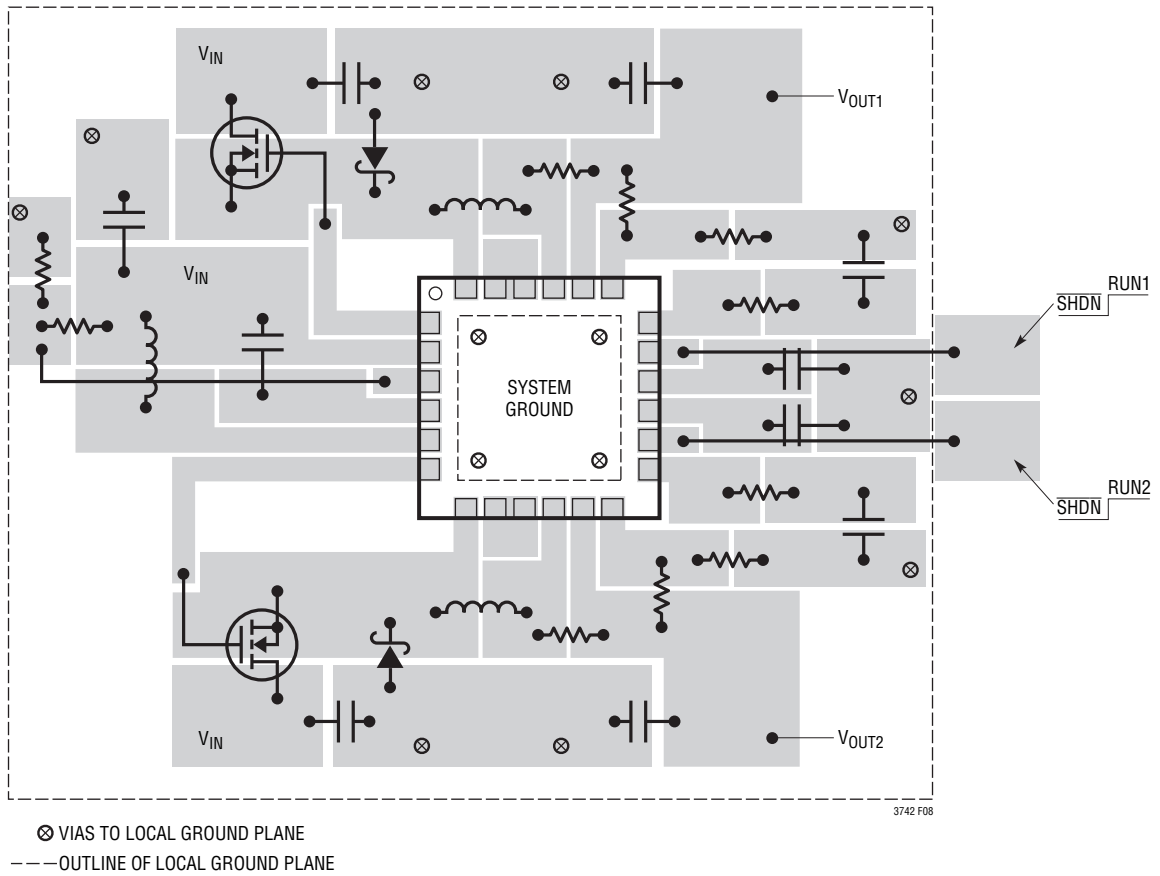 VIN
VOUT1
VIN
RUN1
SHDN
SYSTEM
GROUND
RUN2
SHDN
VIN
VOUT2
3742 F08
VIAS TO LOCAL GROUND PLANE
OUTLINE OF LOCAL GROUND PLANE